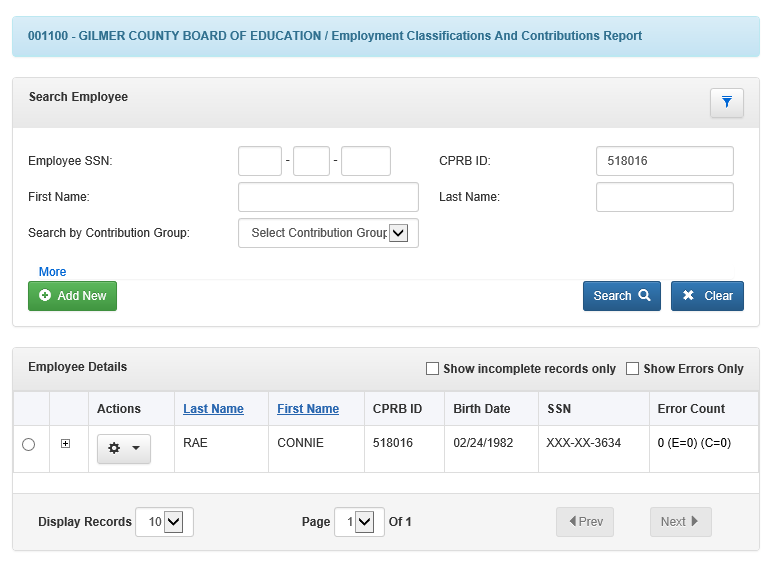 001100 - GILMER COUNTY BOARD OF EDUCATION / Employment Classifications And Contributions Report
Search Employee
Employee SSN: - - CPRB ID: 518016
First Name: Last Name:
Search by Contribution Group: Select Contribution Group
More
Add New Search Clear
Employee Details Show incomplete records only Show Errors Only
Actions Last Name First Name CPRB ID Birth Date SSN Error Count
RAE CONNIE 518016 02/24/1982 XXX-XX-3634 0 (E=0) (C=0)
Display Records 10 Page 1 Of 1 Prev Next